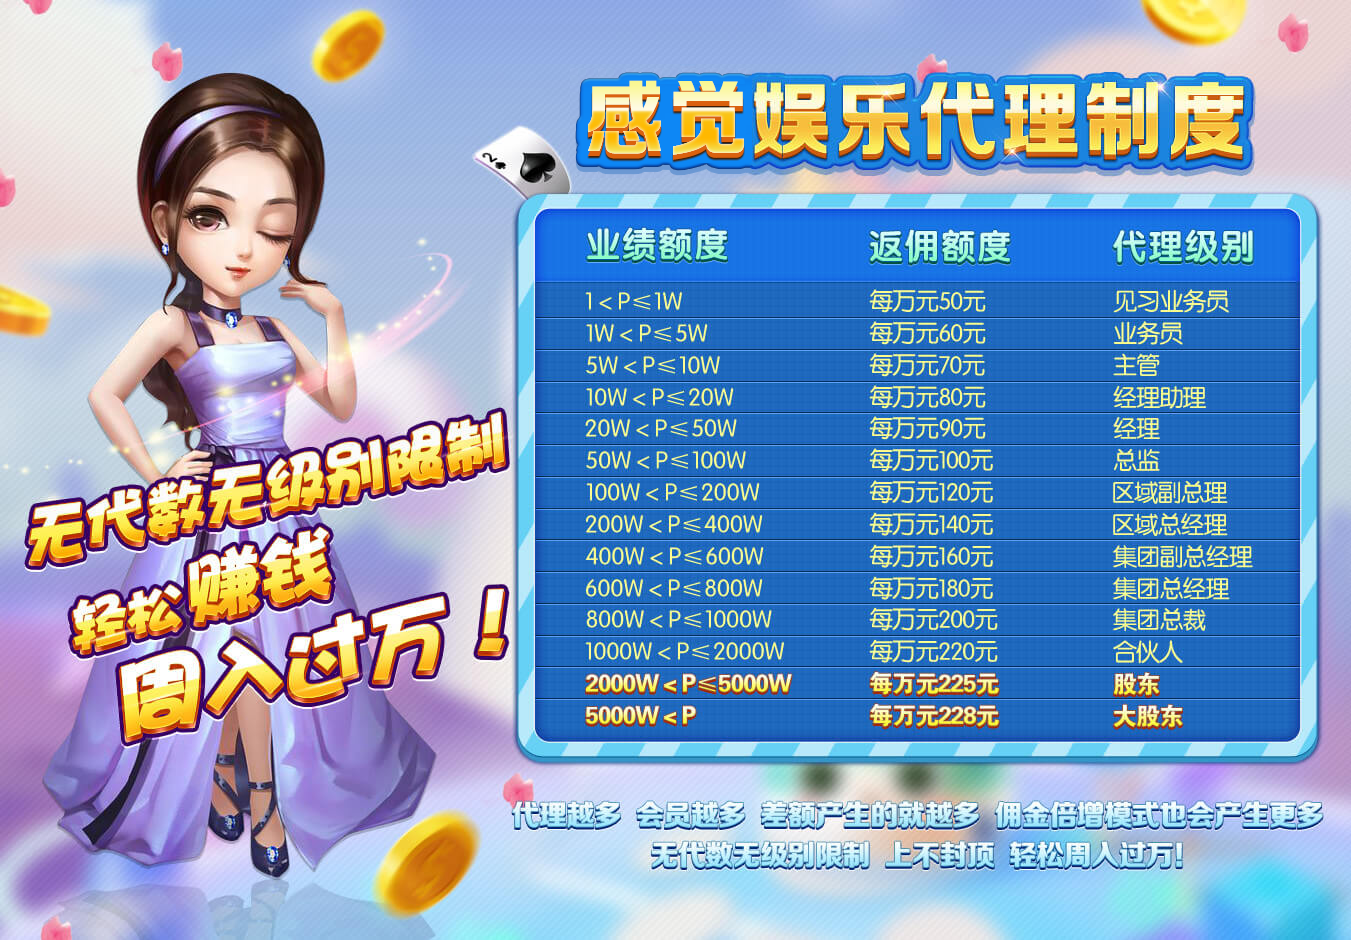 感觉娱乐代理制度
2
业绩额度 返佣额度 代理级别
1 < P ≤ 1W 每万元50元 见习业务员
1W < P ≤ 5W 每万元60元 业务员
5W < P ≤ 10W 每万元70元 主管
10W < P ≤ 20W 每万元80元 经理助理
20W < P ≤ 50W 每万元90元 经理
50W < P ≤ 100W 每万元100元 总监
100W < P ≤ 200W 每万元120元 区域副总理
200W < P ≤ 400W 每万元140元 区域总经理
400W < P ≤ 600W 每万元160元 集团副总经理
600W < P ≤ 800W 每万元180元 集团总经理
800W < P ≤ 1000W 每万元200元 集团总裁
1000W < P ≤ 2000W 每万元220元 合伙人
2000W < P ≤ 5000W 每万元225元 股东
5000W < P 每万元228元 大股东
无代数无级别限制
轻松赚钱
周入过万！
代理越多 会员越多 差额产生的就越多 佣金倍增模式也会产生更多
无代数无级别限制 上不封顶 轻松周入过万!